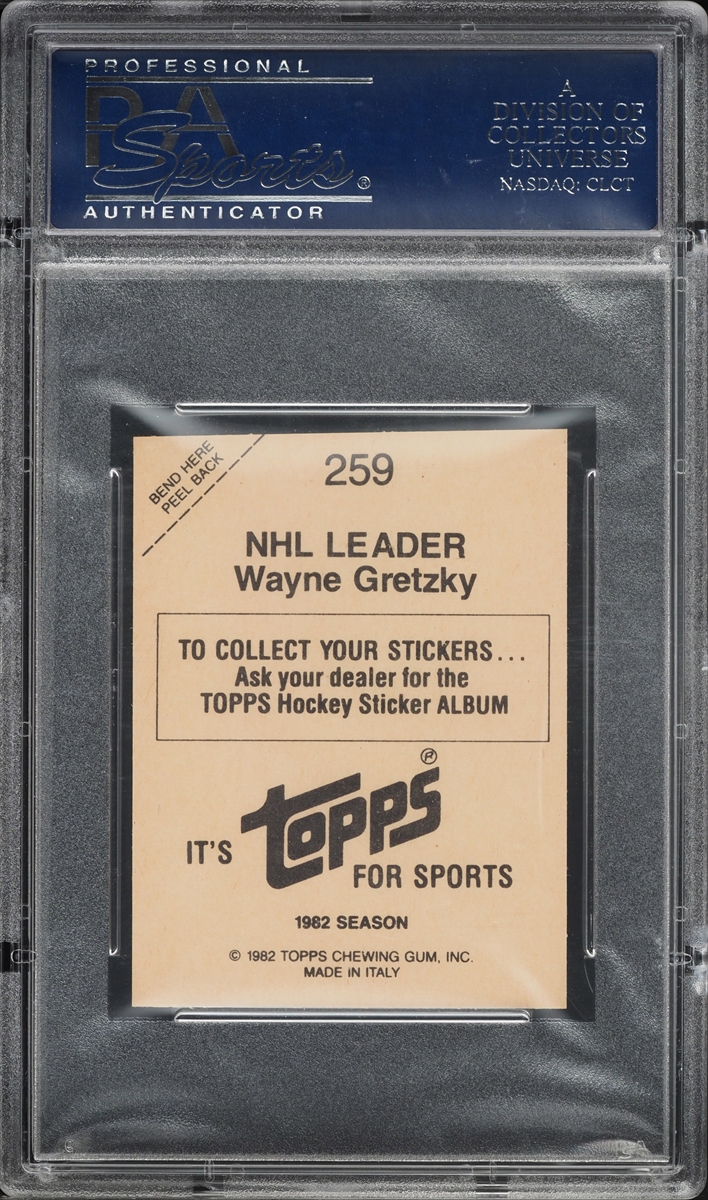 PROFESSIONAL
PSA
Sports®
AUTHENTICATOR
A
DIVISION OF
COLLECTORS
UNIVERSE
NASDAQ: CLCT
BEND HERE
PEEL BACK
259
NHL LEADER
Wayne Gretzky
TO COLLECT YOUR STICKERS...
Ask your dealer for the
TOPPS Hockey Sticker ALBUM
IT'S topps® FOR SPORTS
1982 SEASON
© 1982 TOPPS CHEWING GUM, INC.
MADE IN ITALY